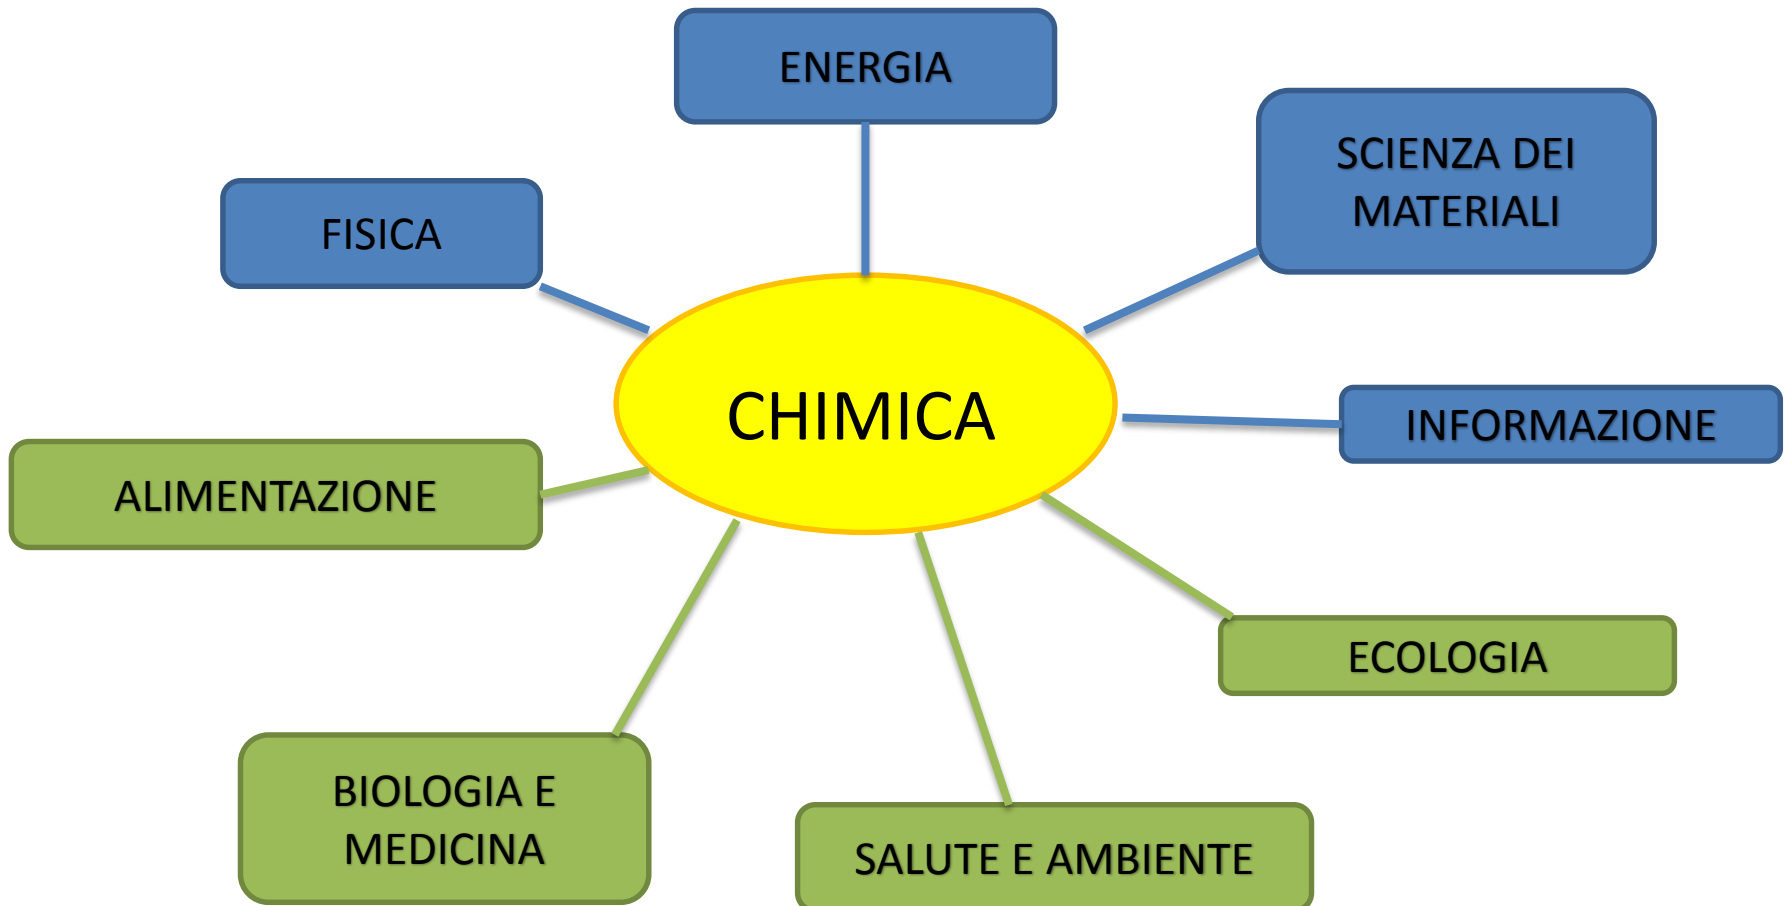 ENERGIA
SCIENZA DEI
MATERIALI
FISICA
CHIMICA
INFORMAZIONE
ALIMENTAZIONE
ECOLOGIA
BIOLOGIA E
MEDICINA
SALUTE E AMBIENTE